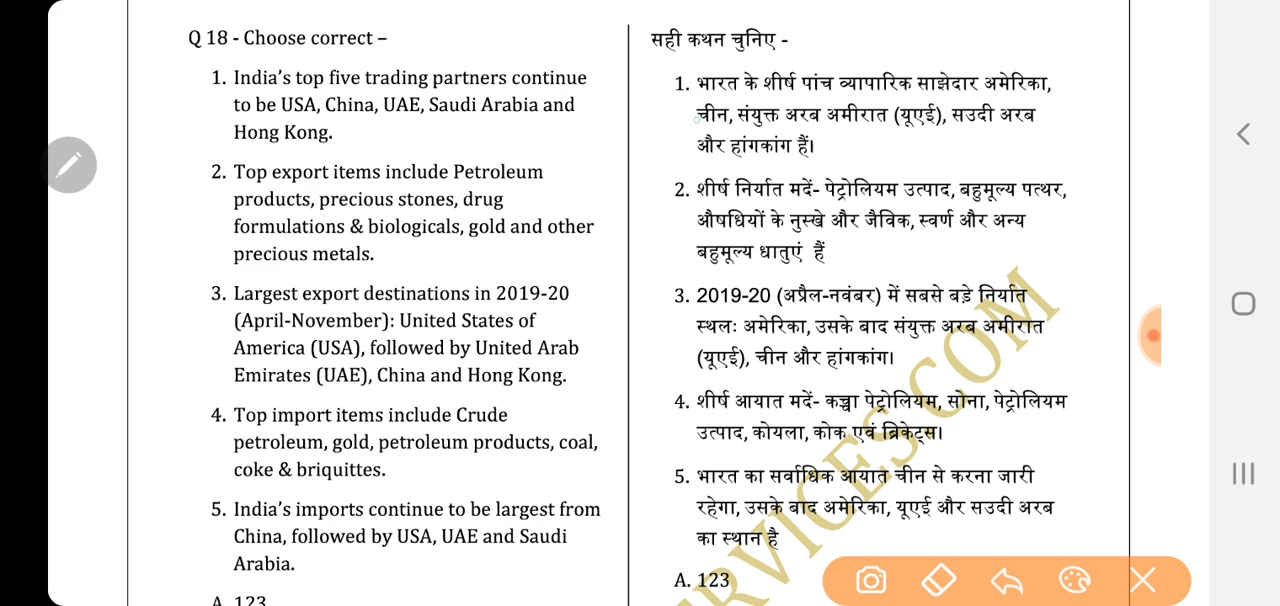 Q 18 - Choose correct –
1. India’s top five trading partners continue
to be USA, China, UAE, Saudi Arabia and
Hong Kong.
2. Top export items include Petroleum
products, precious stones, drug
formulations & biologicals, gold and other
precious metals.
3. Largest export destinations in 2019-20
(April-November): United States of
America (USA), followed by United Arab
Emirates (UAE), China and Hong Kong.
4. Top import items include Crude
petroleum, gold, petroleum products, coal,
coke & briquittes.
5. India’s imports continue to be largest from
China, followed by USA, UAE and Saudi
Arabia.
A. 123
सही कथन चुनिए -
1. भारत के शीर्ष पांच व्यापारिक साझेदार अमेरिका,
चीन, संयुक्त अरब अमीरात (यूएई), सउदी अरब
और हांगकांग हैं।
2. शीर्ष निर्यात मदें- पेट्रोलियम उत्पाद, बहुमूल्य पत्थर,
औषधियों के नुस्खे और जैविक, स्वर्ण और अन्य
बहुमूल्य धातुएं हैं
3. 2019-20 (अप्रैल-नवंबर) में सबसे बड़े निर्यात
स्थलः अमेरिका, उसके बाद संयुक्त अरब अमीरात
(यूएई), चीन और हांगकांग।
4. शीर्ष आयात मदें- कच्चा पेट्रोलियम, सोना, पेट्रोलियम
उत्पाद, कोयला, कोक एवं ब्रिकेट्स।
5. भारत का सर्वाधिक आयात चीन से करना जारी
रहेगा, उसके बाद अमेरिका, यूएई और सउदी अरब
का स्थान है
A. 123
RVICES.COM